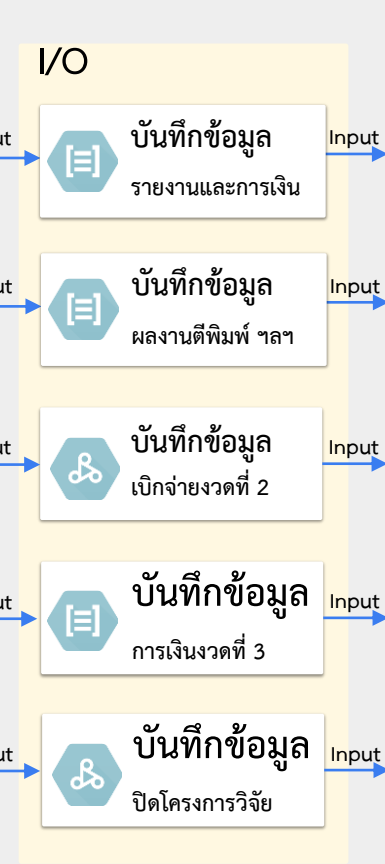 I/O
บันทึกข้อมูล
รายงานและการเงิน
Input
บันทึกข้อมูล
ผลงานตีพิมพ์ ฯลฯ
Input
บันทึกข้อมูล
เบิกจ่ายงวดที่ 2
Input
บันทึกข้อมูล
การเงินงวดที่ 3
Input
บันทึกข้อมูล
ปิดโครงการวิจัย
Input